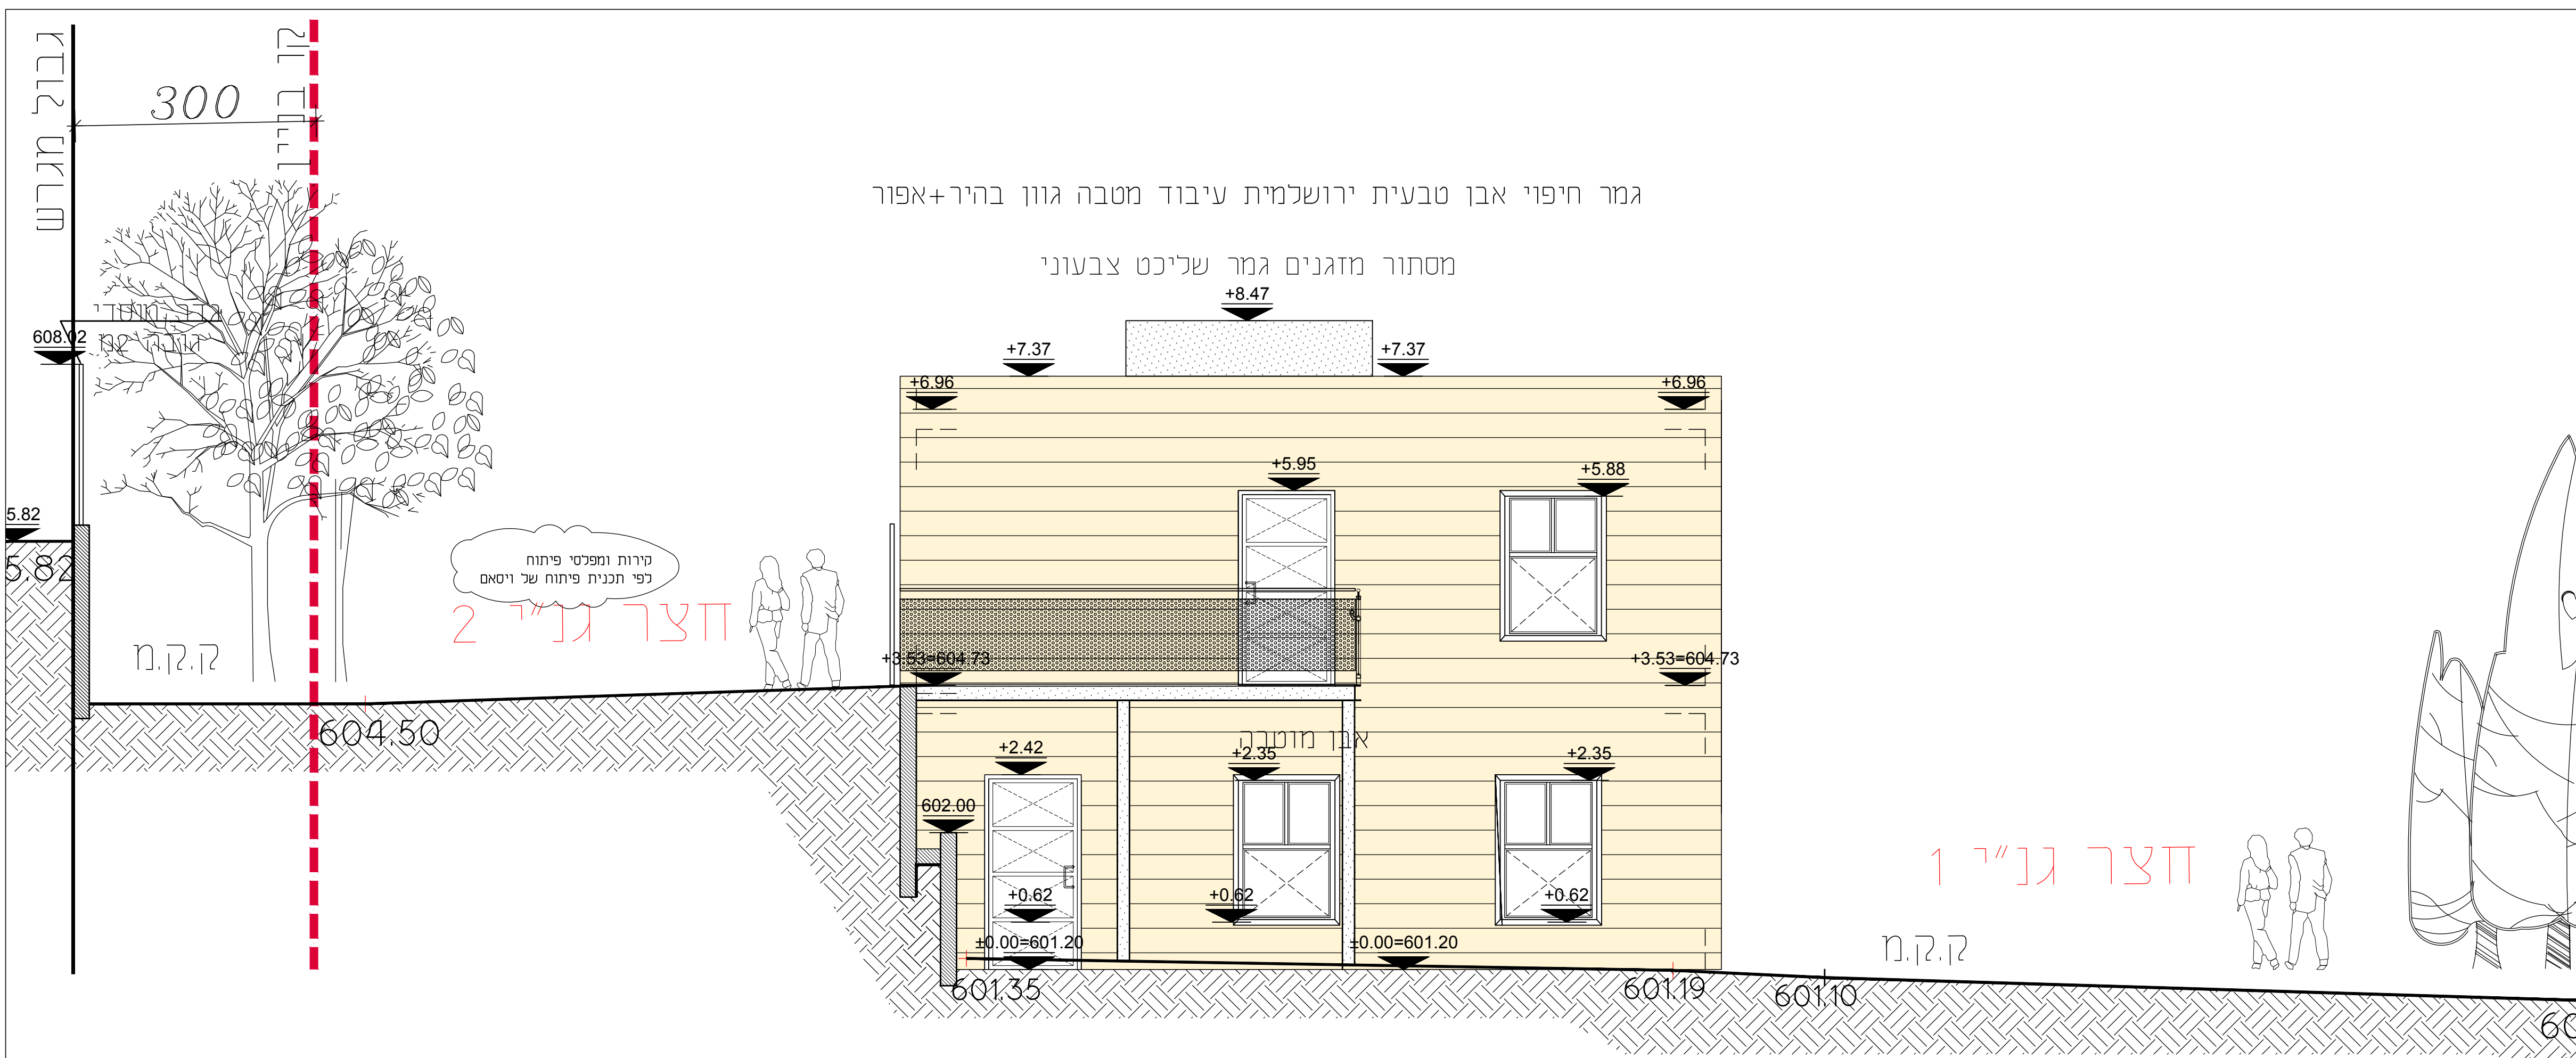 גבול מגרש
קו בניין
300
גמר חיפוי אבן טבעית ירושלמית עיבוד מטבה גוון בהיר+אפור
מסתור מזגנים גמר שליכט צבעוני
+8.47
+7.37
+7.37
+6.96
+6.96
גדר מוסדי
גובה 2מ
608.02
+5.95
+5.88
5.82
5.82
קירות ומפלסי פיתוח
לפי תכנית פיתוח של ויסאם
חצר גנ"י 2
ק.ק.מ
+3.53=604.73
+3.53=604.73
604.50
אבן מוטבה
+2.42
+2.35
+2.35
602.00
+0.62
+0.62
+0.62
חצר גנ"י 1
ק.ק.מ
±0.00=601.20
±0.00=601.20
601.35
601.19
601.10